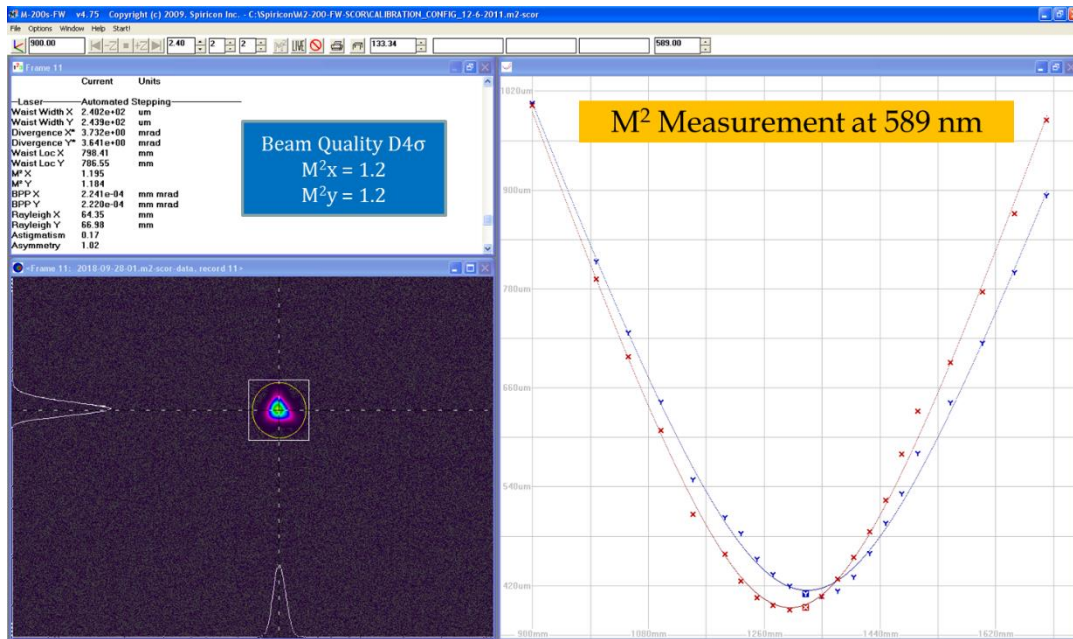 M-200s-FW v4.75 Copyright (c) 2009. Spiricon Inc. - C:\Spiricon\M2-200-FW-SCOR\CALIBRATION_CONFIG_12-6-2011.m2-scor
File Options Window Help Start!
900.00 -Z +Z 2.40 2 2 LIVE 133.34 589.00
Frame 11
Current Units
Laser Automated Stepping
Waist Width X 2.402e+02 um
Waist Width Y 2.439e+02 um
Divergence X* 3.732e+00 mrad
Divergence Y* 3.641e+00 mrad
Waist Loc X 798.41 mm
Waist Loc Y 786.55 mm
M² X 1.195
M² Y 1.184
BPP X 2.241e-04 mm mrad
BPP Y 2.220e-04 mm mrad
Rayleigh X 64.35 mm
Rayleigh Y 66.98 mm
Astigmatism 0.17
Asymmetry 1.02
Beam Quality D4σ
M²x = 1.2
M²y = 1.2
<Frame 11: 2018-09-20-01.m2-scor-data, record 11>
M² Measurement at 589 nm
1020um
900um
780um
660um
540um
420um
900mm
1080mm
1260mm
1440mm
1620mm